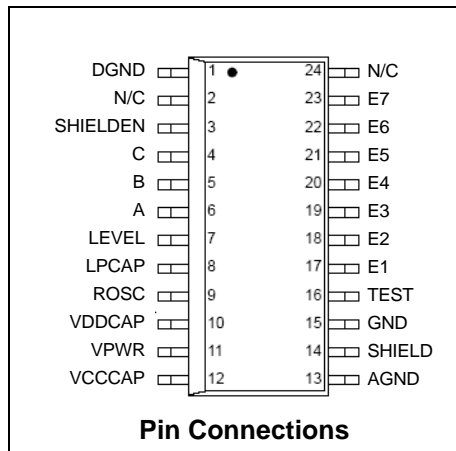 DGND 1 24 N/C
N/C 2 23 E7
SHIELDEN 3 22 E6
C 4 21 E5
B 5 20 E4
A 6 19 E3
LEVEL 7 18 E2
LPCAP 8 17 E1
ROSC 9 16 TEST
VDDCAP 10 15 GND
VPWR 11 14 SHIELD
VCCCAP 12 13 AGND
Pin Connections